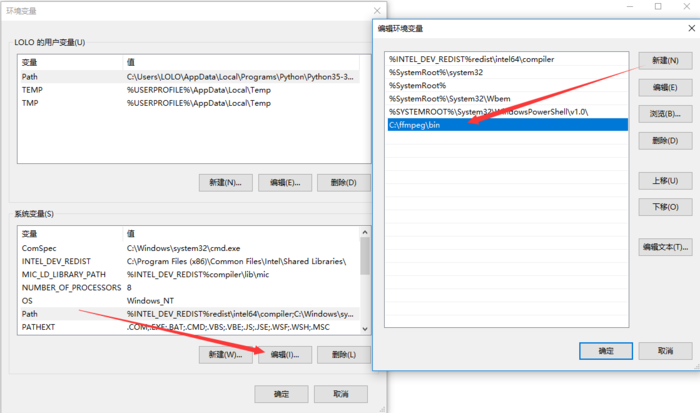 环境变量
LOLO 的用户变量(U)
变量 值
Path C:\Users\LOLO\AppData\Local\Programs\Python\Python35-3...
TEMP %USERPROFILE%\AppData\Local\Temp
TMP %USERPROFILE%\AppData\Local\Temp
新建(N)... 编辑(E)... 删除(D)
系统变量(S)
变量 值
ComSpec C:\Windows\system32\cmd.exe
INTEL_DEV_REDIST C:\Program Files (x86)\Common Files\Intel\Shared Libraries\
MIC_LD_LIBRARY_PATH %INTEL_DEV_REDIST%compiler\lib\mic
NUMBER_OF_PROCESSORS 8
OS Windows_NT
Path %INTEL_DEV_REDIST%redist\intel64\compiler;C:\Windows\sy...
PATHEXT .COM;.EXE;.BAT;.CMD;.VBS;.VBE;.JS;.JSE;.WSF;.WSH;.MSC
新建(W)... 编辑(I)... 删除(L)
确定 取消
编辑环境变量
%INTEL_DEV_REDIST%redist\intel64\compiler
%SystemRoot%\system32
%SystemRoot%
%SystemRoot%\System32\Wbem
%SYSTEMROOT%\System32\WindowsPowerShell\v1.0\
C:\ffmpeg\bin
新建(N)
编辑(E)
浏览(B)...
删除(D)
上移(U)
下移(O)
编辑文本(T)...
确定 取消